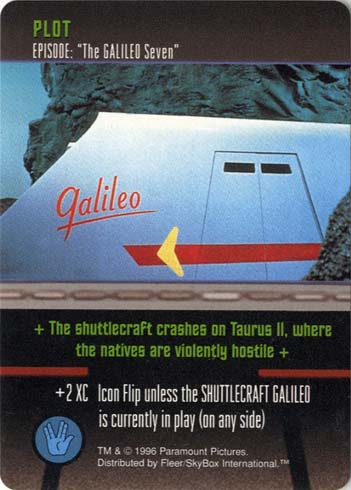 PLOT
EPISODE: "The GALILEO Seven"
galileo
+ The shuttlecraft crashes on Taurus II, where
the natives are violently hostile +
+2 XC Icon Flip unless the SHUTTLECRAFT GALILEO
is currently in play (on any side)
TM & © 1996 Paramount Pictures.
Distributed by Fleer/SkyBox International.™